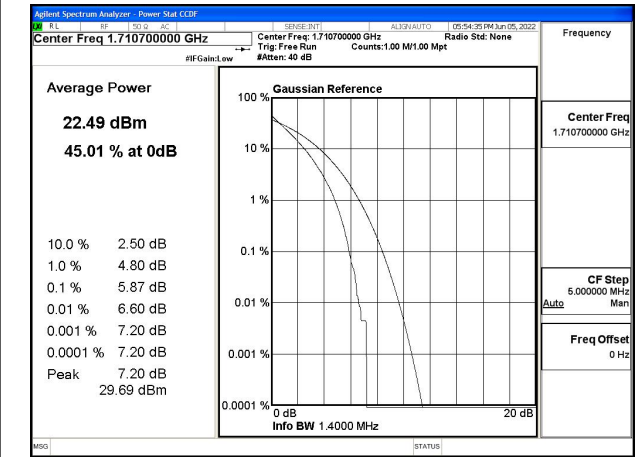 Agilent Spectrum Analyzer - Power Stat CCDF
RL RF 50 Ω AC SENSE:INT ALIGN AUTO 05:54:35 PM Jun 05, 2022
Center Freq 1.710700000 GHz
Center Freq: 1.710700000 GHz Radio Std: None
Trig: Free Run Counts:1.00 M/1.00 Mpt
#IFGain:Low #Atten: 40 dB
Frequency
Average Power
22.49 dBm
45.01 % at 0dB
10.0 % 2.50 dB
1.0 % 4.80 dB
0.1 % 5.87 dB
0.01 % 6.60 dB
0.001 % 7.20 dB
0.0001 % 7.20 dB
Peak 7.20 dB
29.69 dBm
Gaussian Reference
100 %
10 %
1 %
0.1 %
0.01 %
0.001 %
0.0001 %
0 dB 20 dB
Info BW 1.4000 MHz
Center Freq
1.710700000 GHz
CF Step
5.000000 MHz
Auto Man
Freq Offset
0 Hz
MSG STATUS